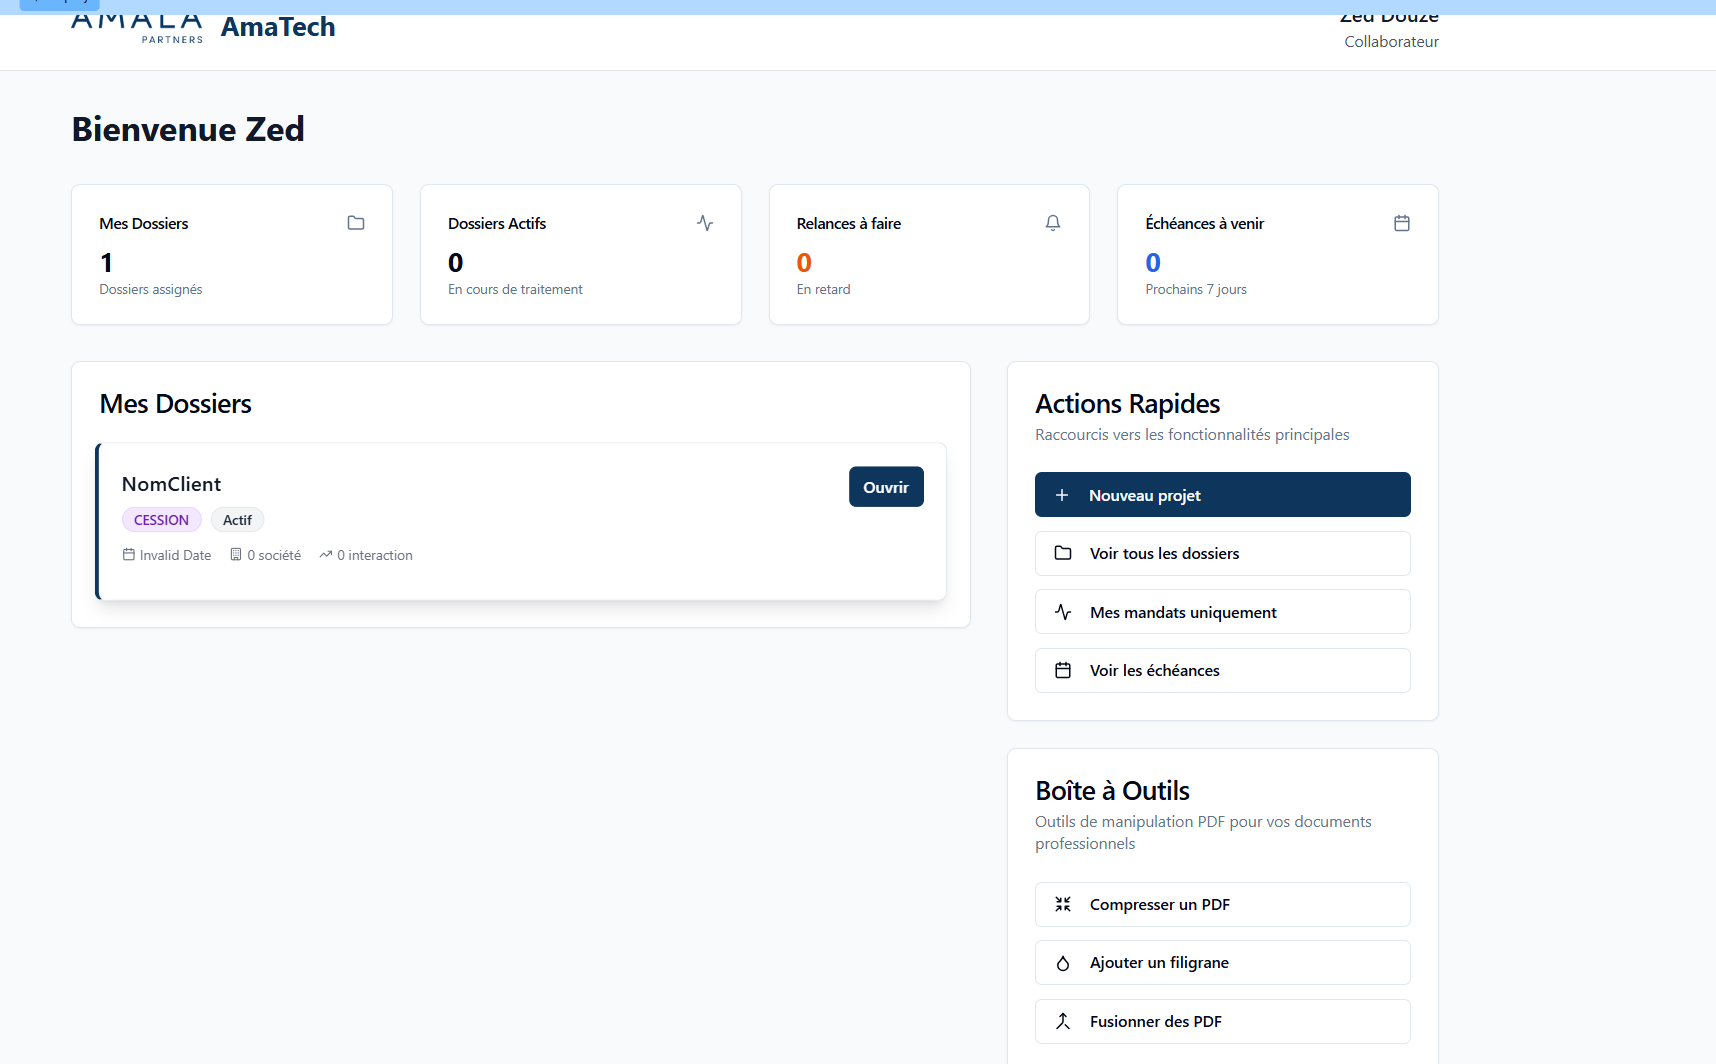 AMALA
PARTNERS
AmaTech
Zed Douze
Collaborateur
Bienvenue Zed
Mes Dossiers
1
Dossiers assignés
Dossiers Actifs
0
En cours de traitement
Relances à faire
0
En retard
Échéances à venir
0
Prochains 7 jours
Mes Dossiers
NomClient
Ouvrir
CESSION
Actif
Invalid Date
0 société
0 interaction
Actions Rapides
Raccourcis vers les fonctionnalités principales
Nouveau projet
Voir tous les dossiers
Mes mandats uniquement
Voir les échéances
Boîte à Outils
Outils de manipulation PDF pour vos documents
professionnels
Compresser un PDF
Ajouter un filigrane
Fusionner des PDF